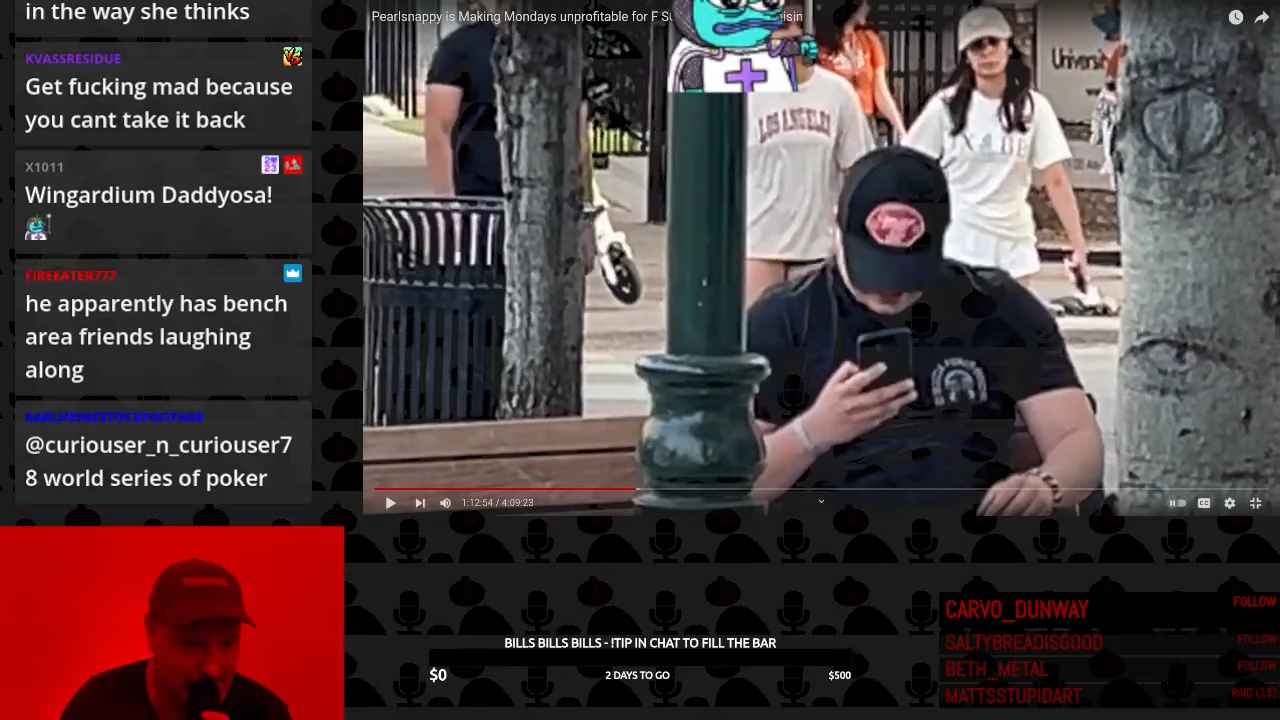 in the way she thinks
KVASSRESIDUE
Get fucking mad because
you cant take it back
X1011
Wingardium Daddyosa!
FIREEATER777
he apparently has bench
area friends laughing
along
@curiouser_n_curiouser7
8 world series of poker
Pearlsnappy is Making Mondays unprofitable for F
LOS ANGELES
Universi
1:12:54 / 4:09:23
BILLS BILLS BILLS - !TIP IN CHAT TO FILL THE BAR
$0
2 DAYS TO GO
$500
CARVO_DUNWAY
FOLLOW
SALTYBREADISGOOD
FOLLOW
BETH_METAL
FOLLOW
MATTSSTUPIDART
RAID (15)